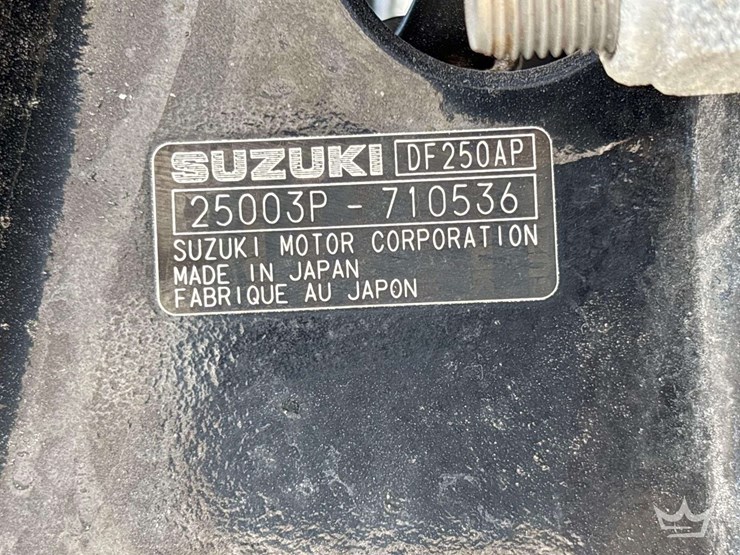 SUZUKI DF250AP
25003P - 710536
SUZUKI MOTOR CORPORATION
MADE IN JAPAN
FABRIQUE AU JAPON